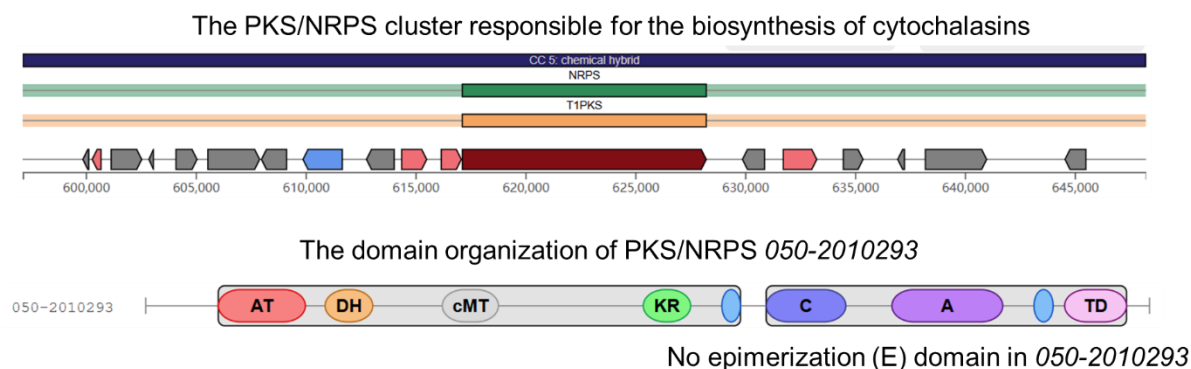 The PKS/NRPS cluster responsible for the biosynthesis of cytochalasins
CC 5: chemical hybrid
NRPS
T1PKS
600,000 605,000 610,000 615,000 620,000 625,000 630,000 635,000 640,000 645,000
The domain organization of PKS/NRPS 050-2010293
050-2010293 AT DH cMT KR C A TD
No epimerization (E) domain in 050-2010293